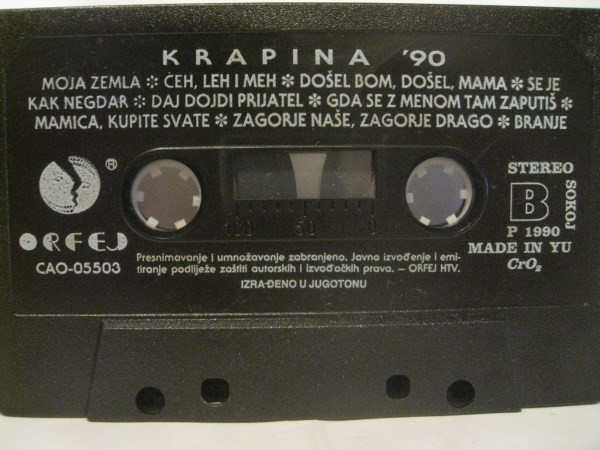 KRAPINA '90
MOJA ZEMLA ❇ ČEH, LEH I MEH ❇ DOŠEL BOM, DOŠEL, MAMA ❇ SE JE
KAK NEGDAR ❇ DAJ DOJDI PRIJATEL ❇ GDA SE Z MENOM TAM ZAPUTIŠ ❇
MAMICA, KUPITE SVATE ❇ ZAGORJE NAŠE, ZAGORJE DRAGO ❇ BRANJE
®
ORFEJ
CAO-05503
100 50 0
STEREO
SOKOJ
B
P 1990
MADE IN YU
CrO₂
Presnimavanje i umnožavanje zabranjeno. Javno izvođenje i emi-
tiranje podliježe zaštiti autorskih i izvođačkih prava. – ORFEJ HTV.
IZRAĐENO U JUGOTONU